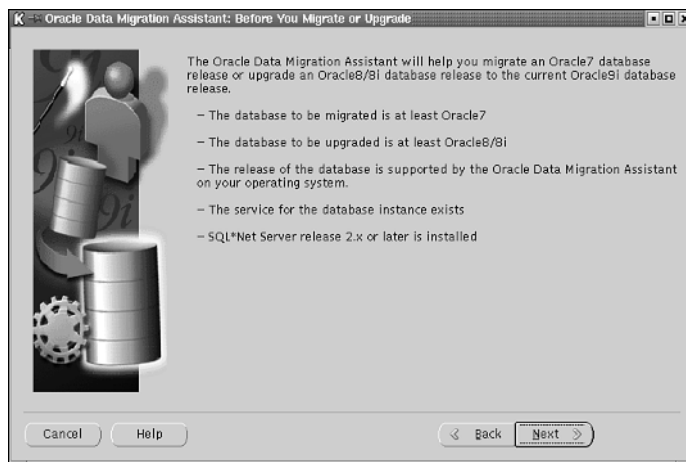 Oracle Data Migration Assistant: Before You Migrate or Upgrade
The Oracle Data Migration Assistant will help you migrate an Oracle7 database
release or upgrade an Oracle8/8i database release to the current Oracle9i database
release.
– The database to be migrated is at least Oracle7
– The database to be upgraded is at least Oracle8/8i
– The release of the database is supported by the Oracle Data Migration Assistant
on your operating system.
– The service for the database instance exists
– SQL*Net Server release 2.x or later is installed
9i
9i
9i
Cancel
Help
Back
Next